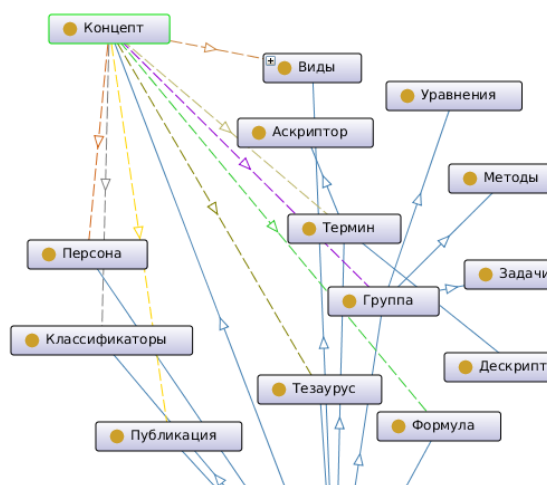 Концепт
Виды
Уравнения
Аскриптор
Методы
Термин
Персона
Задачи
Группа
Классификаторы
Дескрипт
Тезаурус
Формула
Публикация